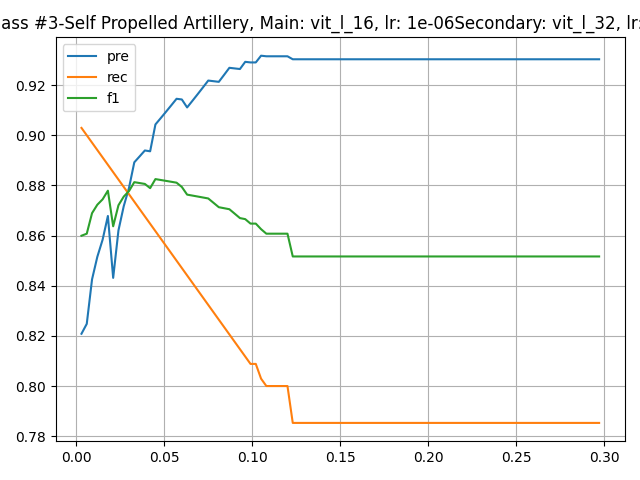 ass #3-Self Propelled Artillery, Main: vit_l_16, lr: 1e-06Secondary: vit_l_32, lr:
pre
rec
f1
0.92
0.90
0.88
0.86
0.84
0.82
0.80
0.78
0.00 0.05 0.10 0.15 0.20 0.25 0.30